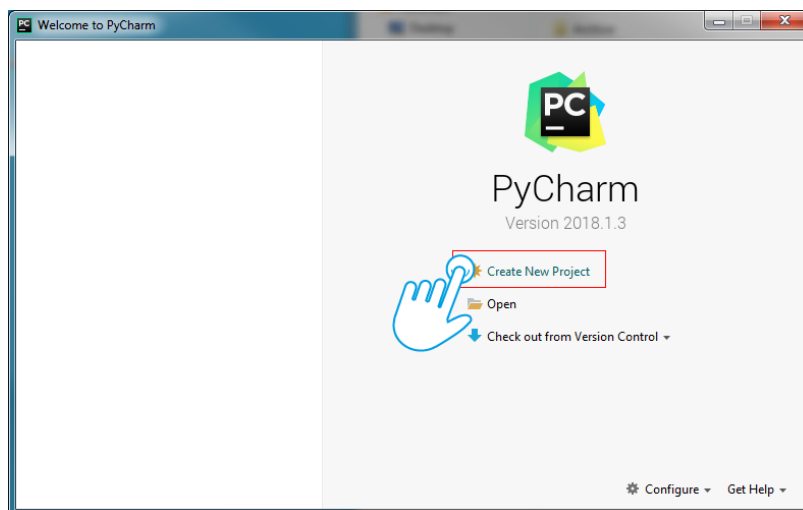 Welcome to PyCharm
Desktop
PC
PyCharm
Version 2018.1.3
Create New Project
Open
Check out from Version Control
Configure
Get Help